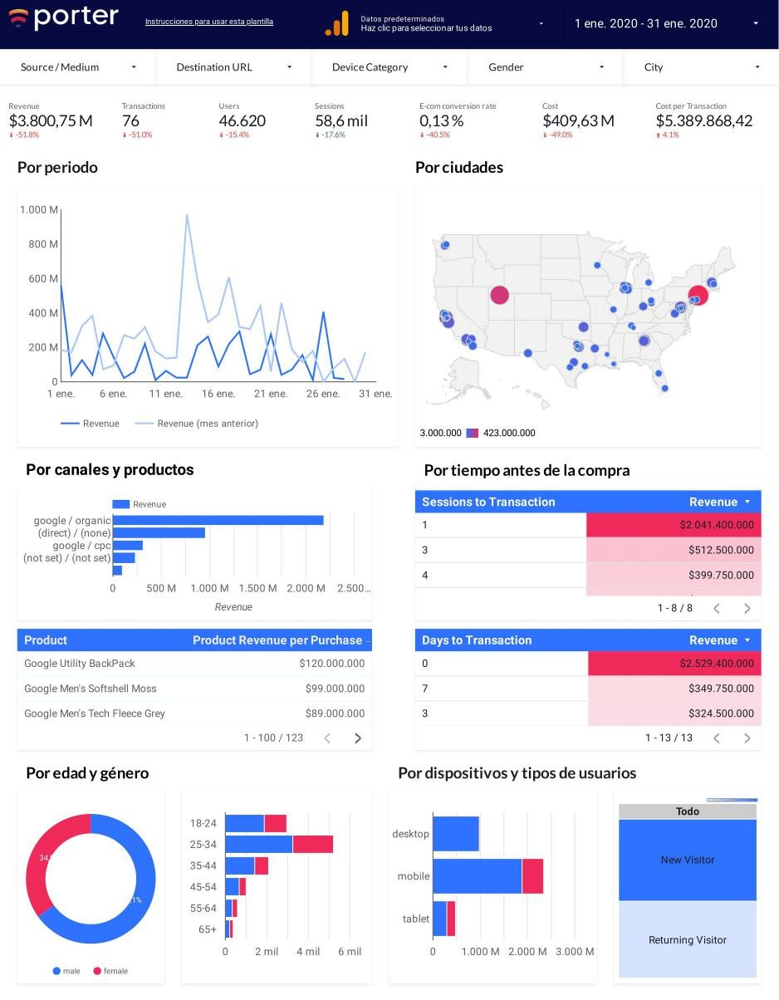 porter
Instrucciones para usar esta plantilla
Datos predeterminados
Haz clic para seleccionar tus datos
1 ene. 2020 - 31 ene. 2020
Source / Medium
Destination URL
Device Category
Gender
City
Revenue
$3.800,75 M
-51.8%
Transactions
76
-51.0%
Users
46.620
-15.4%
Sessions
58,6 mil
-17.6%
E-com conversion rate
0,13 %
-40.5%
Cost
$409,63 M
-49.0%
Cost per Transaction
$5.389.868,42
4.1%
Por periodo
1.000 M
800 M
600 M
400 M
200 M
0
1 ene.
6 ene.
11 ene.
16 ene.
21 ene.
26 ene.
31 ene.
Revenue
Revenue (mes anterior)
Por ciudades
3.000.000
423.000.000
Por canales y productos
Revenue
google / organic
(direct) / (none)
google / cpc
(not set) / (not set)
0
500 M
1.000 M
1.500 M
2.000 M
2.500...
Revenue
Product
Product Revenue per Purchase
Google Utility BackPack
$120.000.000
Google Men's Softshell Moss
$99.000.000
Google Men's Tech Fleece Grey
$89.000.000
1 - 100 / 123
Por tiempo antes de la compra
Sessions to Transaction
Revenue
1
$2.041.400.000
3
$512.500.000
4
$399.750.000
1 - 8 / 8
Days to Transaction
Revenue
0
$2.529.400.000
7
$349.750.000
3
$324.500.000
1 - 13 / 13
Por edad y género
male
female
18-24
25-34
35-44
45-54
55-64
65+
0
2 mil
4 mil
6 mil
Por dispositivos y tipos de usuarios
desktop
mobile
tablet
0
1.000 M
2.000 M
3.000 M
Todo
New Visitor
Returning Visitor